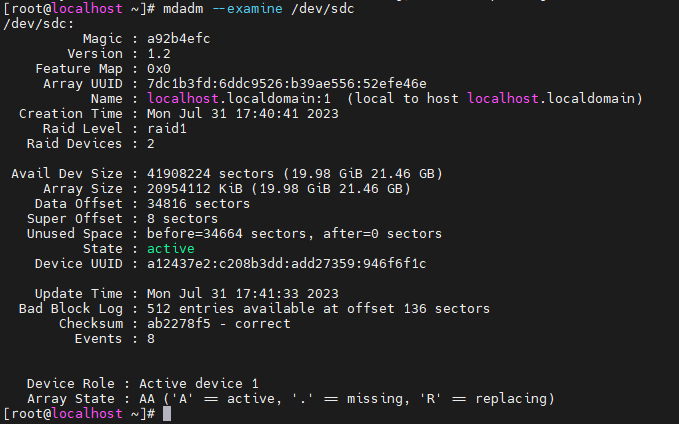 [root@localhost ~]# mdadm --examine /dev/sdc
/dev/sdc:
Magic : a92b4efc
Version : 1.2
Feature Map : 0x0
Array UUID : 7dc1b3fd:6ddc9526:b39ae556:52efe46e
Name : localhost.localdomain:1  (local to host localhost.localdomain)
Creation Time : Mon Jul 31 17:40:41 2023
Raid Level : raid1
Raid Devices : 2
Avail Dev Size : 41908224 sectors (19.98 GiB 21.46 GB)
Array Size : 20954112 KiB (19.98 GiB 21.46 GB)
Data Offset : 34816 sectors
Super Offset : 8 sectors
Unused Space : before=34664 sectors, after=0 sectors
State : active
Device UUID : a12437e2:c208b3dd:add27359:946f6f1c
Update Time : Mon Jul 31 17:41:33 2023
Bad Block Log : 512 entries available at offset 136 sectors
Checksum : ab2278f5 - correct
Events : 8
Device Role : Active device 1
Array State : AA ('A' == active, '.' == missing, 'R' == replacing)
[root@localhost ~]#